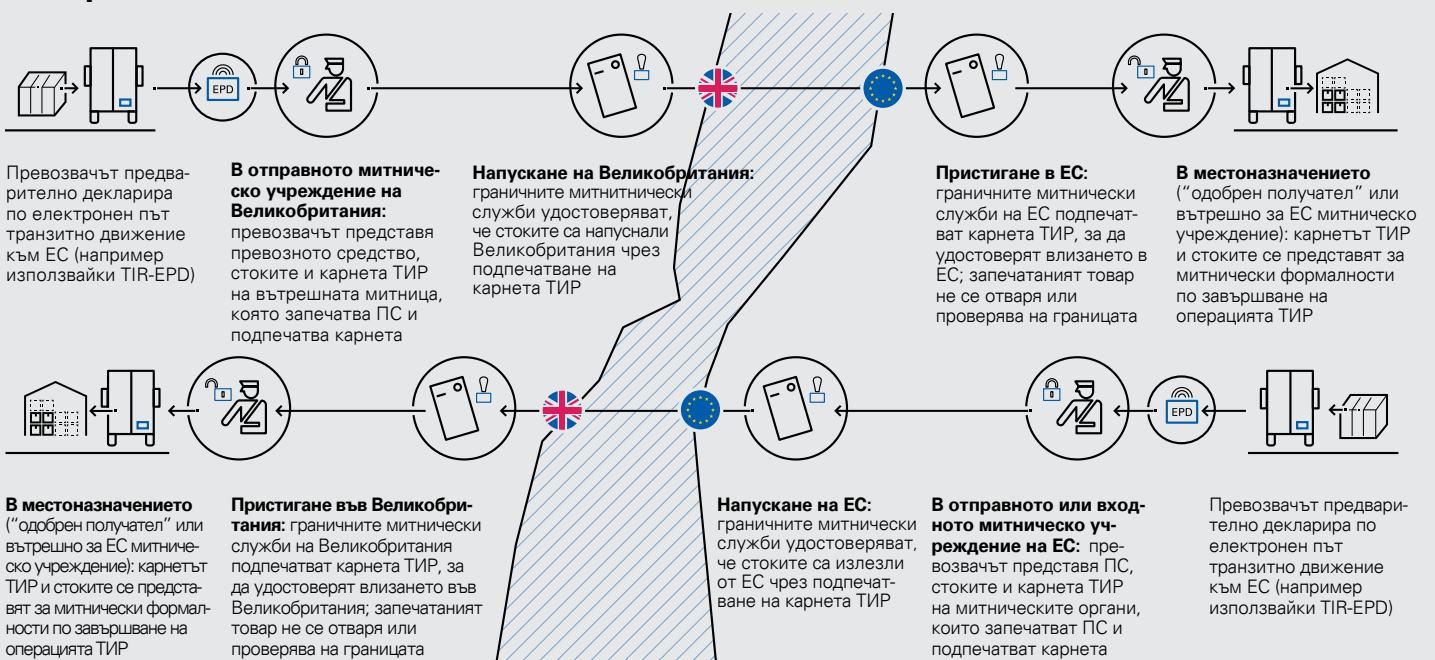 EPD
Превозвачът предва-
рително декларира
по електронен път
транзитно движение
към ЕС (например
използвайки TIR-EPD)
В отправното митниче-
ско учреждение на
Великобритания:
превозвачът представя
превозното средство,
стоките и карнета ТИР
на вътрешната митница,
която запечатва ПС и
подпечатва карнета
Напускане на Великобритания:
граничните митнитнически
служби удостоверяват,
че стоките са напуснали
Великобритания чрез
подпечатване на
карнета ТИР
Пристигане в ЕС:
граничните митнически
служби на ЕС подпечат-
ват карнета ТИР, за да
удостоверят влизането в
ЕС; запечатаният товар
не се отваря или
проверява на границата
В местоназначението
(“одобрен получател” или
вътрешно за ЕС митническо
учреждение): карнетът ТИР
и стоките се представят за
митнически формалности
по завършване на
операцията ТИР
EPD
В местоназначението
(“одобрен получател” или
вътрешно за ЕС митниче-
ско учреждение): карнетът
ТИР и стоките се предста-
вят за митнически формал-
ности по завършване на
операцията ТИР
Пристигане във Великобри-
тания: граничните митнически
служби на Великобритания
подпечатват карнета ТИР, за
да удостоверят влизането във
Великобритания; запечатаният
товар не се отваря или
проверява на границата
Напускане на ЕС:
граничните митнически
служби удостоверяват,
че стоките са излезли
от ЕС чрез подпечат-
ване на карнета ТИР
В отправното или вход-
ното митническо уч-
реждение на ЕС: пре-
возвачът представя ПС,
стоките и карнета ТИР
на митническите органи,
които запечатват ПС и
подпечатват карнета
Превозвачът предвари-
телно декларира по
електронен път
транзитно движение
към ЕС (например
използвайки TIR-EPD)